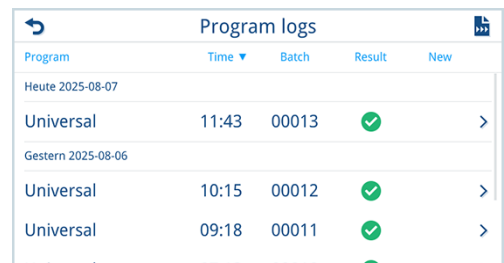 Program logs
Program Time ▼ Batch Result New
Heute 2025-08-07
Universal 11:43 00013
Gestern 2025-08-06
Universal 10:15 00012
Universal 09:18 00011